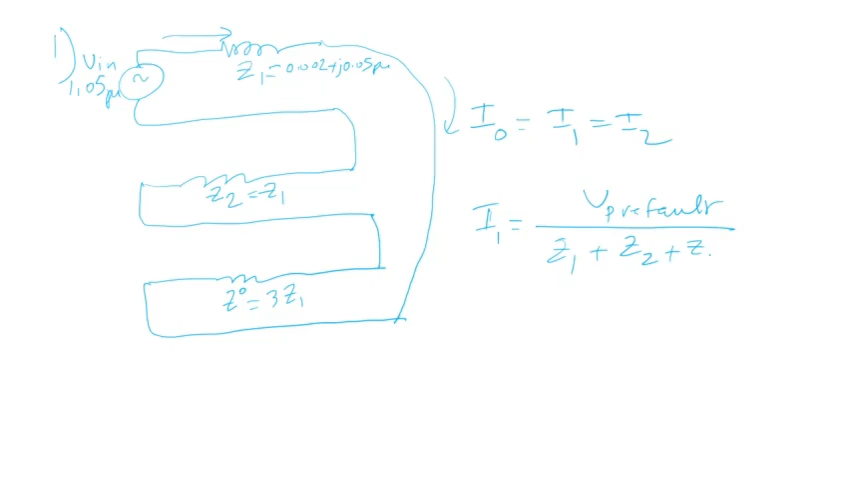 1)
Vin
1.05pu
~
Z₁=0.002+j0.05pu
Z₂=Z₁
Z⁰=3Z₁
I₀ = I₁ = I₂
I₁ = Vprefault
Z₁ + Z₂ + Z.